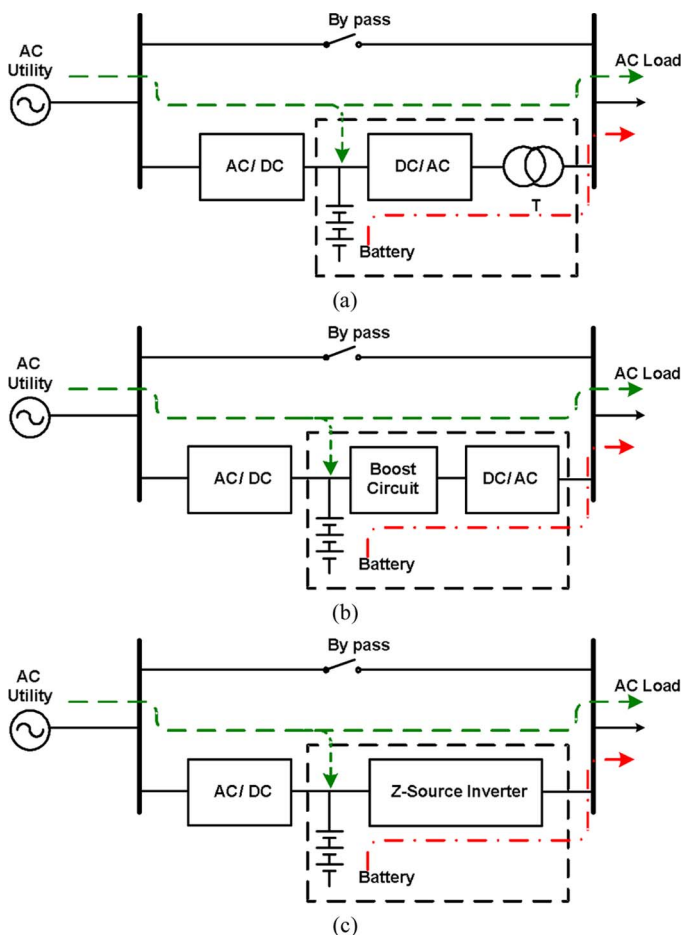 By pass
AC
Utility
AC Load
AC/ DC
DC/AC
T
Battery
(a)
By pass
AC
Utility
AC Load
AC/ DC
Boost
Circuit
DC/ AC
Battery
(b)
By pass
AC
Utility
AC Load
AC/ DC
Z-Source Inverter
Battery
(c)